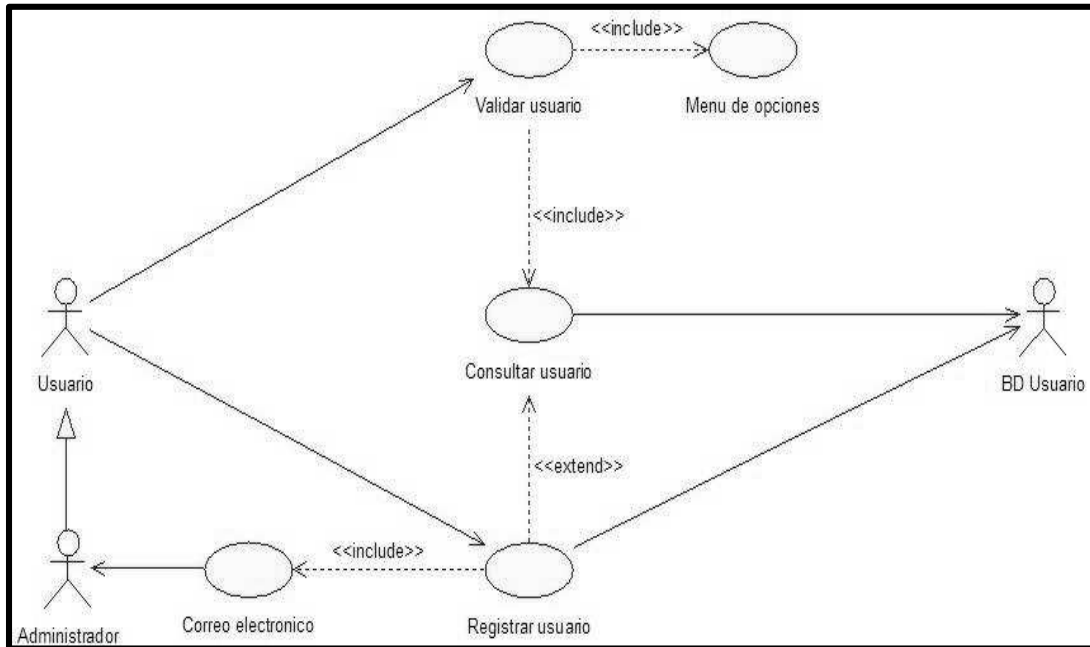 <<include>>
Validar usuario
Menu de opciones
<<include>>
Usuario
Consultar usuario
BD Usuario
<<extend>>
<<include>>
Administrador
Correo electronico
Registrar usuario